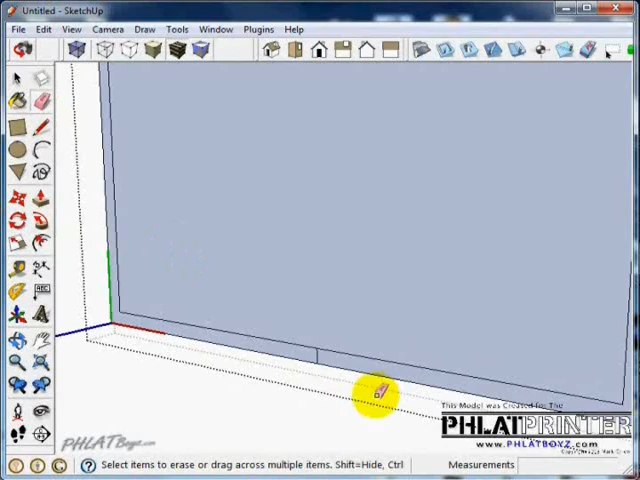 Untitled - SketchUp
File Edit View Camera Draw Tools Window Plugins Help
ABC
This Model was Created for The
PHLATPRINTER
www.PHLATBOYZ.com
PHLATBoyz.com
Select items to erase or drag across multiple items. Shift=Hide, Ctrl
Measurements